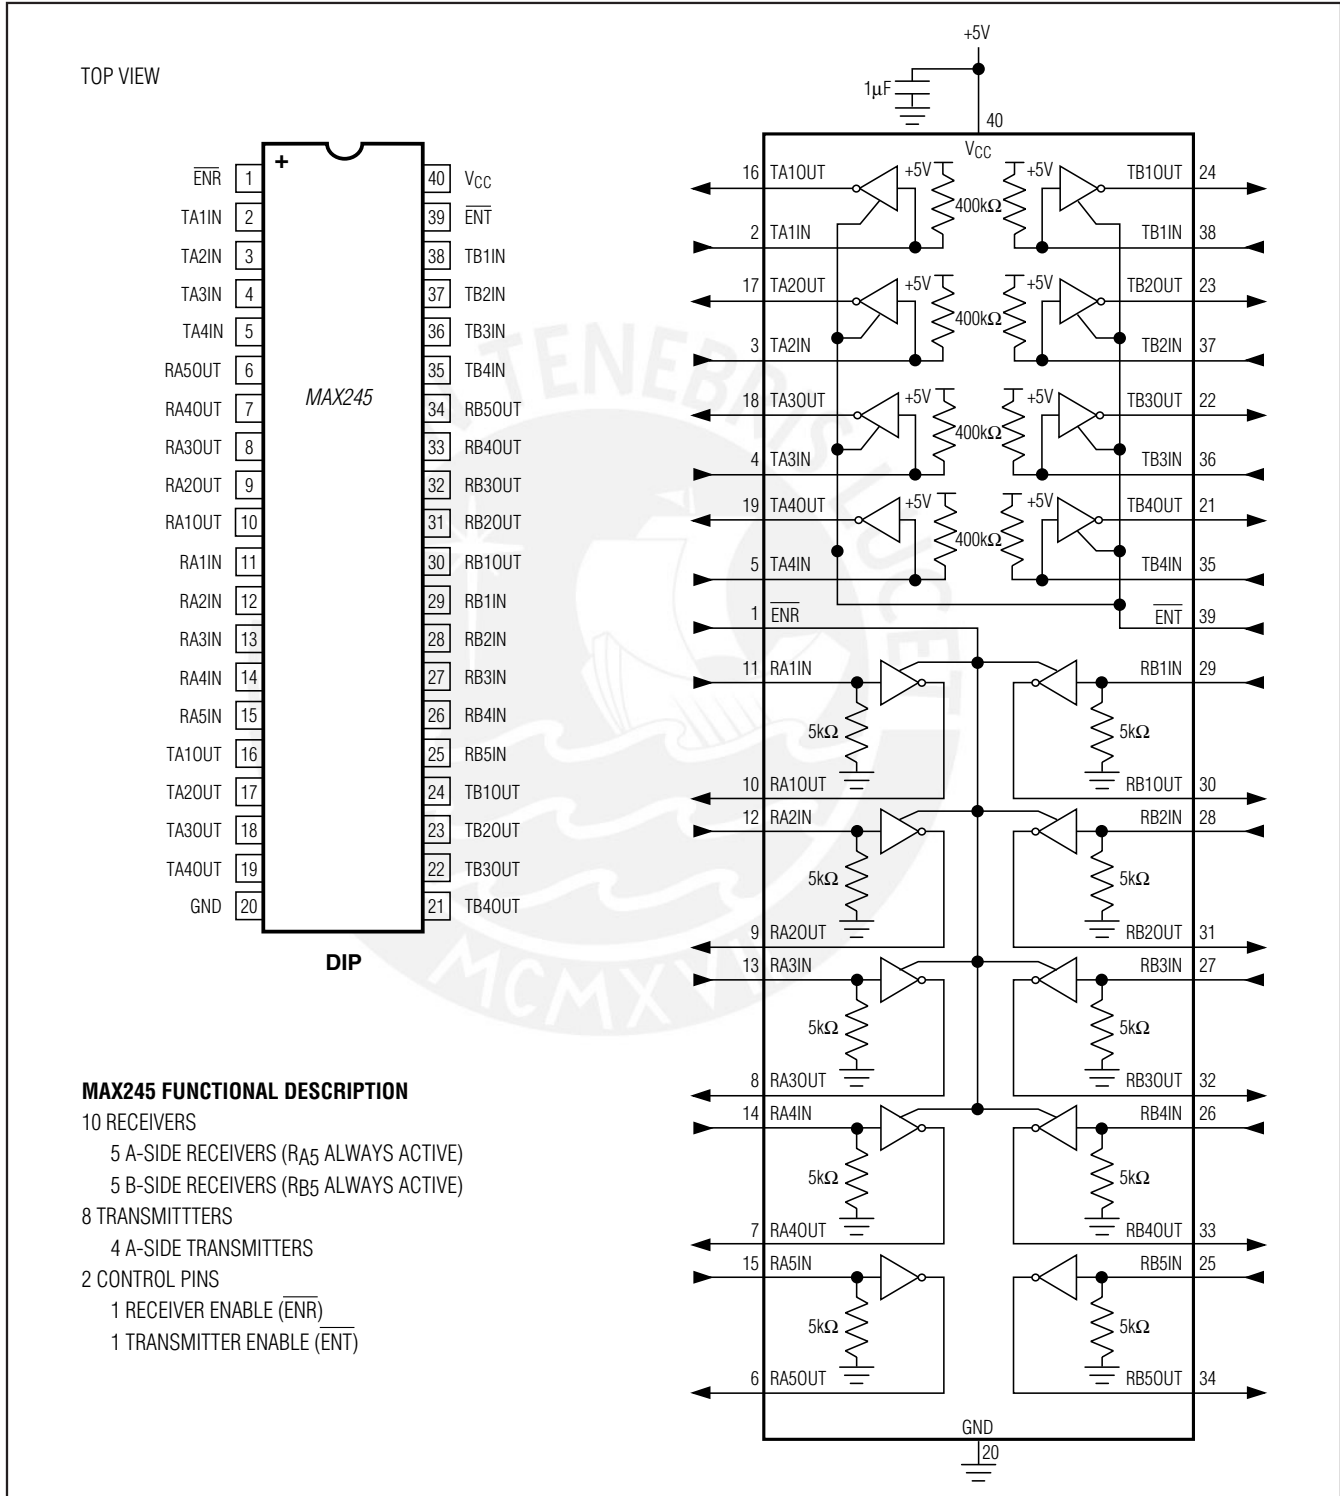 TOP VIEW
+
MAX245
ENR 1
TA1IN 2
TA2IN 3
TA3IN 4
TA4IN 5
RA5OUT 6
RA4OUT 7
RA3OUT 8
RA2OUT 9
RA1OUT 10
RA1IN 11
RA2IN 12
RA3IN 13
RA4IN 14
RA5IN 15
TA1OUT 16
TA2OUT 17
TA3OUT 18
TA4OUT 19
GND 20
40 VCC
39 ENT
38 TB1IN
37 TB2IN
36 TB3IN
35 TB4IN
34 RB5OUT
33 RB4OUT
32 RB3OUT
31 RB2OUT
30 RB1OUT
29 RB1IN
28 RB2IN
27 RB3IN
26 RB4IN
25 RB5IN
24 TB1OUT
23 TB2OUT
22 TB3OUT
21 TB4OUT
DIP
MAX245 FUNCTIONAL DESCRIPTION
10 RECEIVERS
5 A-SIDE RECEIVERS (RA5 ALWAYS ACTIVE)
5 B-SIDE RECEIVERS (RB5 ALWAYS ACTIVE)
8 TRANSMITTTERS
4 A-SIDE TRANSMITTERS
2 CONTROL PINS
1 RECEIVER ENABLE (ENR)
1 TRANSMITTER ENABLE (ENT)
+5V
1µF
40
VCC
16 TA1OUT +5V +5V TB1OUT 24
400kΩ
2 TA1IN TB1IN 38
17 TA2OUT +5V +5V TB2OUT 23
400kΩ
3 TA2IN TB2IN 37
18 TA3OUT +5V +5V TB3OUT 22
400kΩ
4 TA3IN TB3IN 36
19 TA4OUT +5V +5V TB4OUT 21
400kΩ
5 TA4IN TB4IN 35
1 ENR ENT 39
11 RA1IN RB1IN 29
5kΩ 5kΩ
10 RA1OUT RB1OUT 30
12 RA2IN RB2IN 28
5kΩ 5kΩ
9 RA2OUT RB2OUT 31
13 RA3IN RB3IN 27
5kΩ 5kΩ
8 RA3OUT RB3OUT 32
14 RA4IN RB4IN 26
5kΩ 5kΩ
7 RA4OUT RB4OUT 33
15 RA5IN RB5IN 25
5kΩ 5kΩ
6 RA5OUT RB5OUT 34
GND
20
TENEBRIS LUCET
MCMXVII